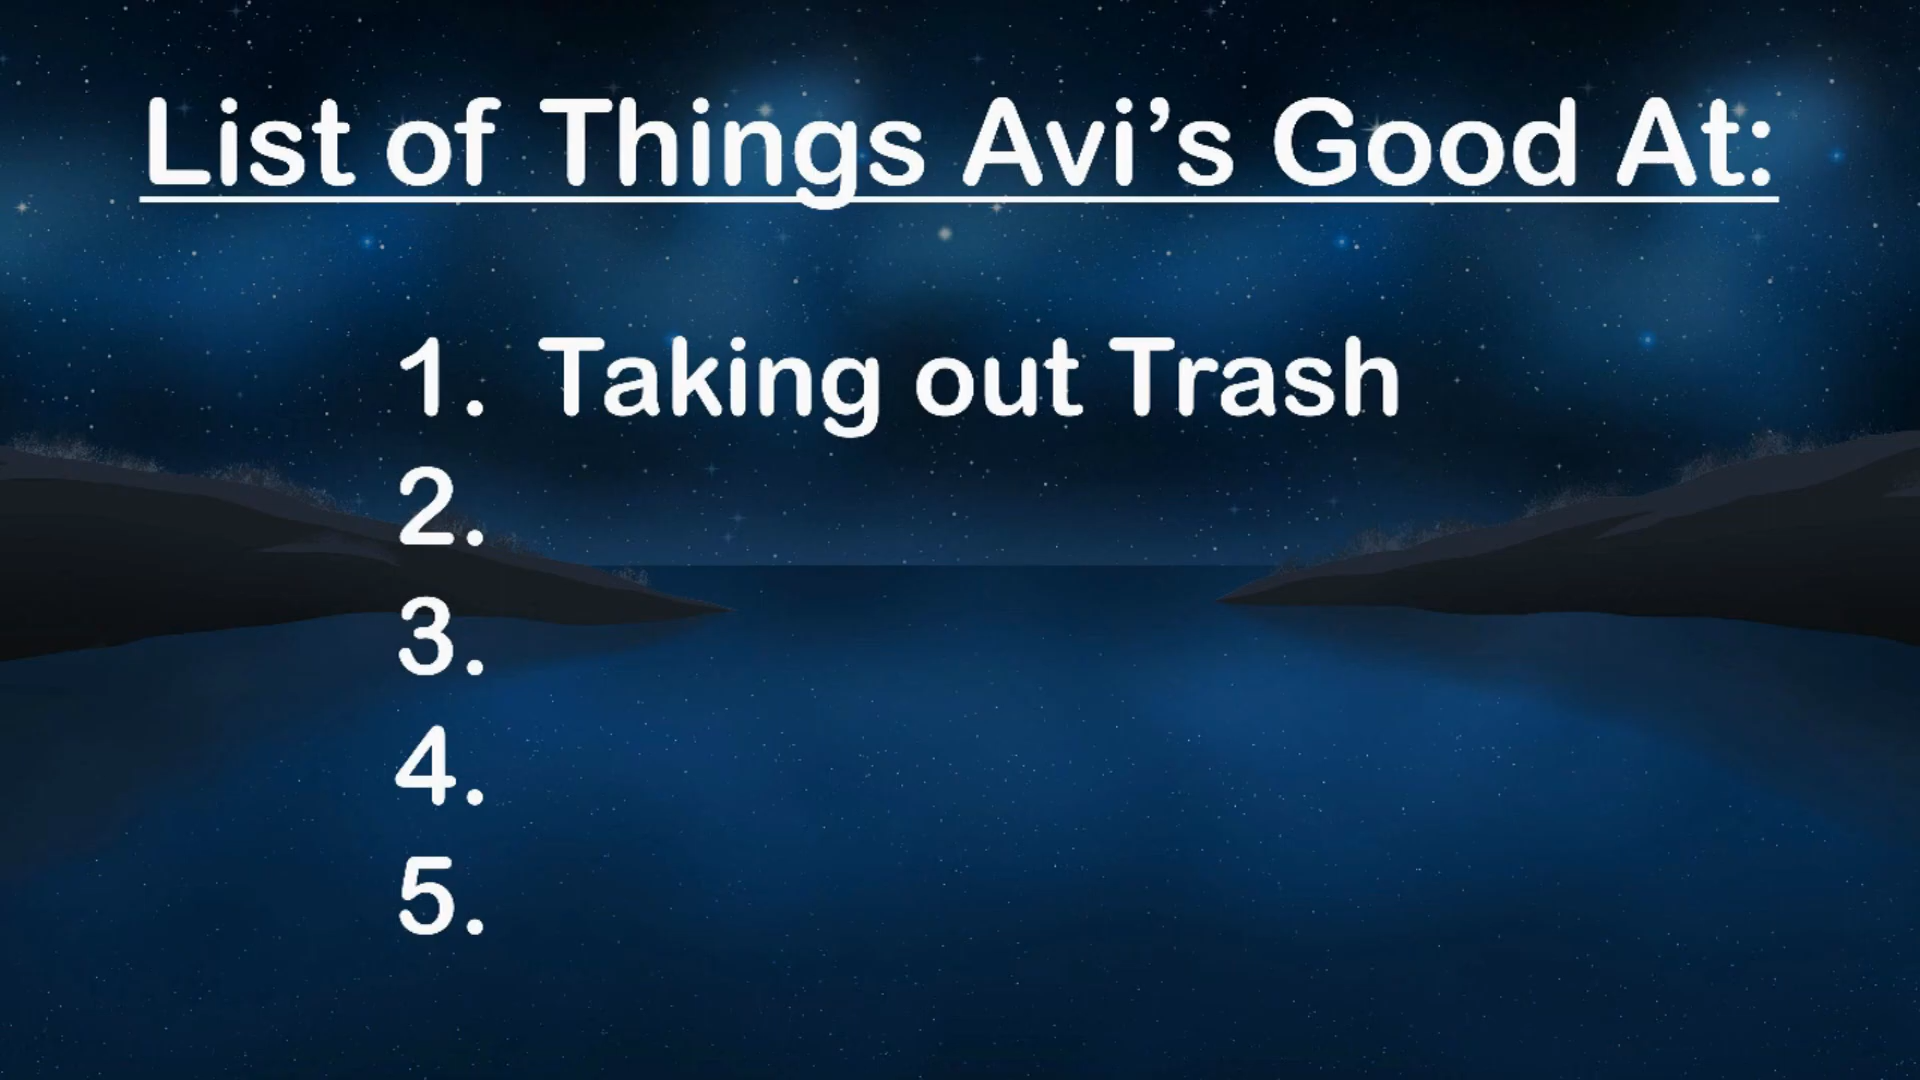 List of Things Avi’s Good At:
1. Taking out Trash
2.
3.
4.
5.